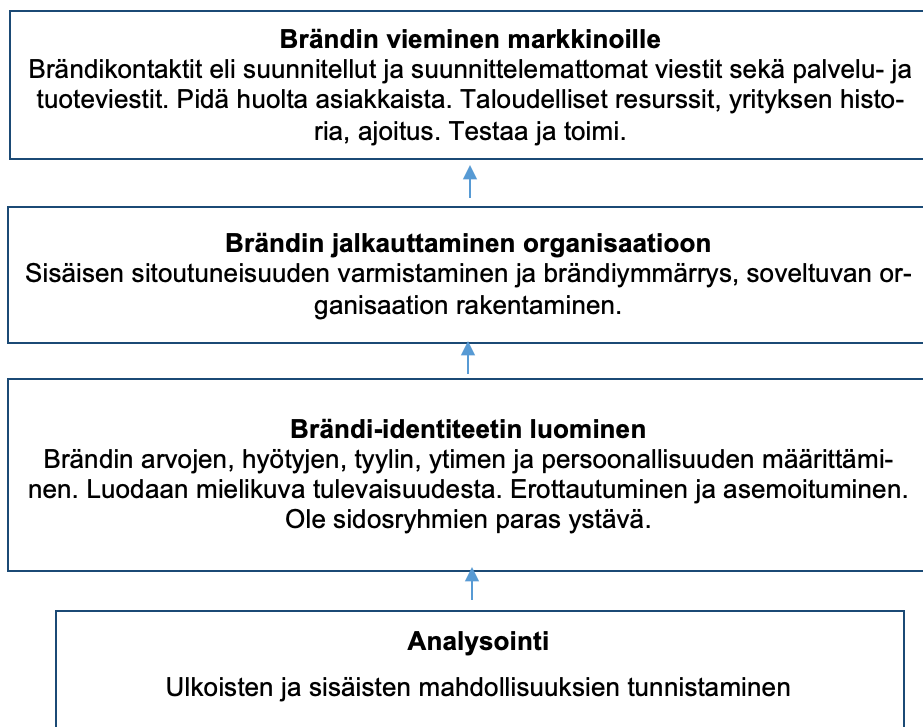 Brändin vieminen markkinoille
Brändikontaktit eli suunnitellut ja suunnittelemattomat viestit sekä palvelu- ja
tuoteviestit. Pidä huolta asiakkaista. Taloudelliset resurssit, yrityksen histo-
ria, ajoitus. Testaa ja toimi.
Brändin jalkauttaminen organisaatioon
Sisäisen sitoutuneisuuden varmistaminen ja brändiymmärrys, soveltuvan or-
ganisaation rakentaminen.
Brändi-identiteetin luominen
Brändin arvojen, hyötyjen, tyylin, ytimen ja persoonallisuuden määrittämi-
nen. Luodaan mielikuva tulevaisuudesta. Erottautuminen ja asemoituminen.
Ole sidosryhmien paras ystävä.
Analysointi
Ulkoisten ja sisäisten mahdollisuuksien tunnistaminen